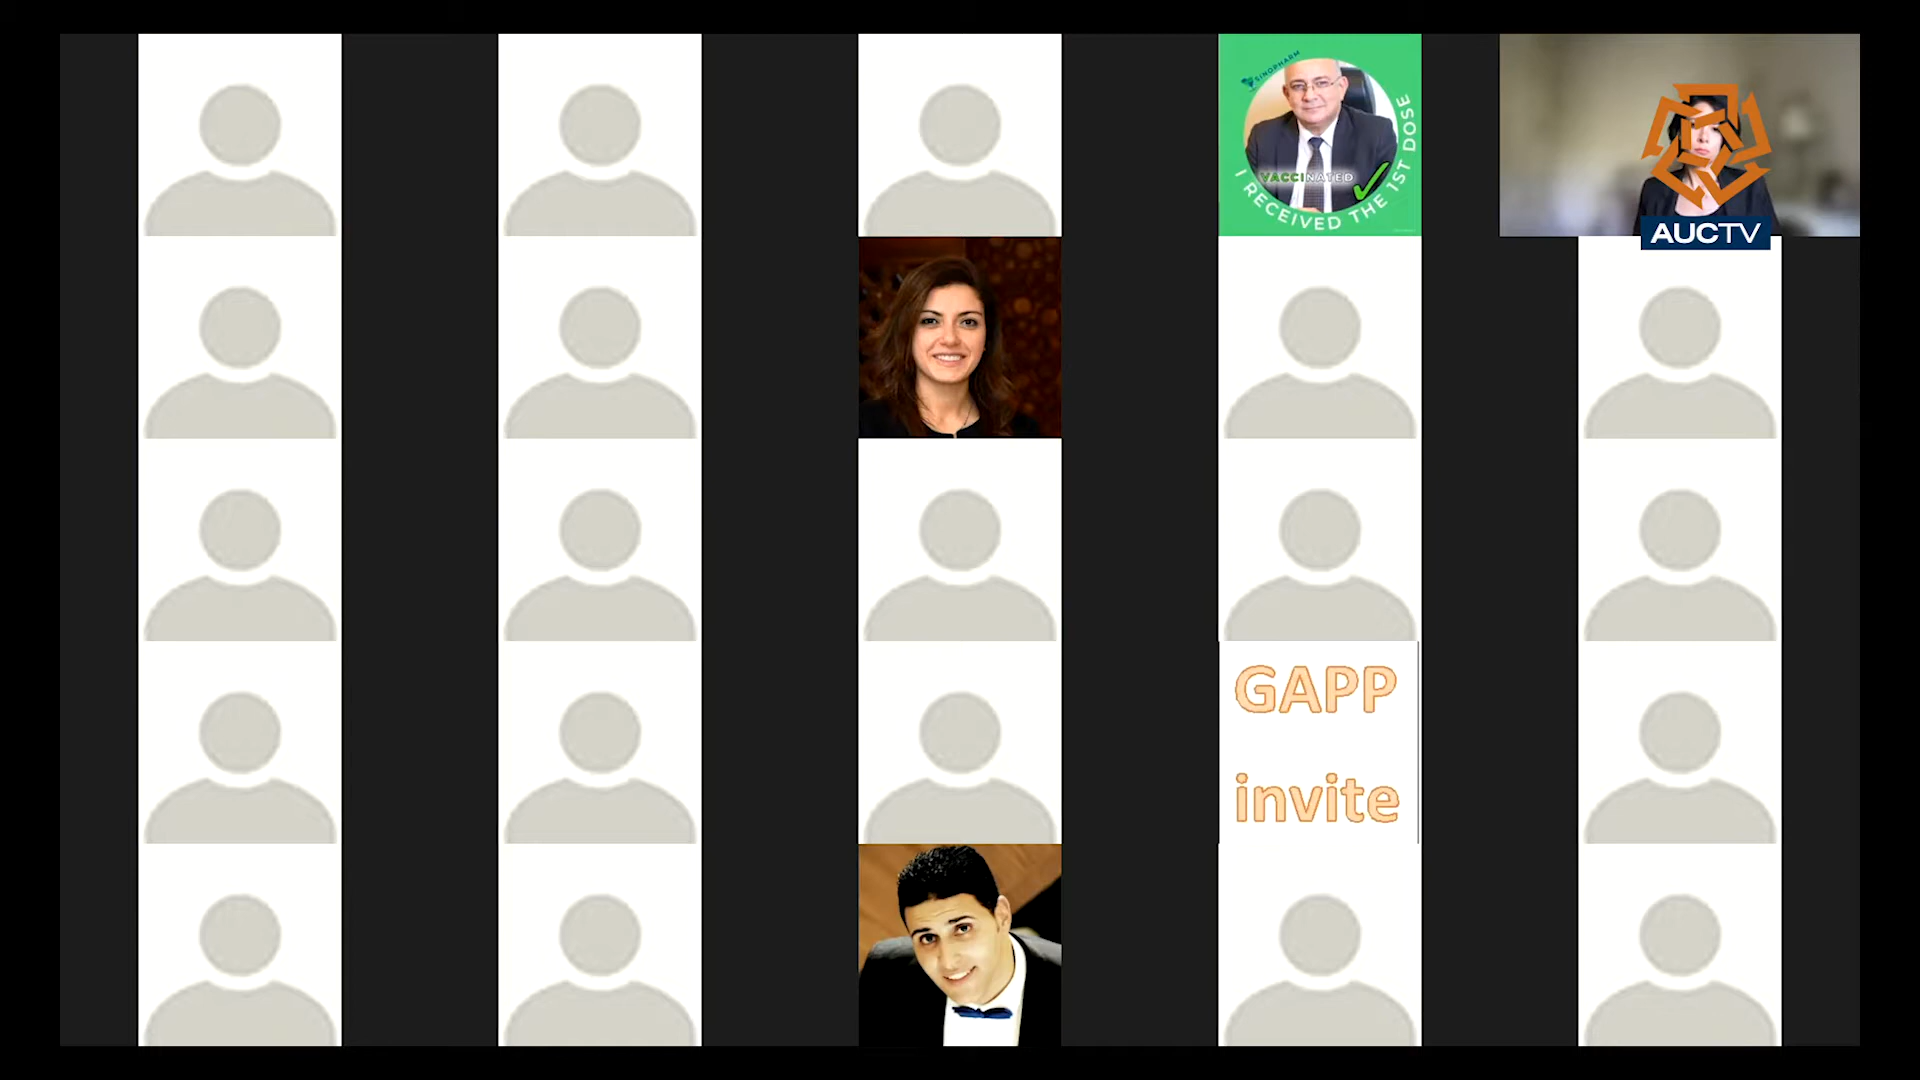 SINOPHARM
VACCINATED
I RECEIVED THE 1ST DOSE
AUCTV
GAPP
invite